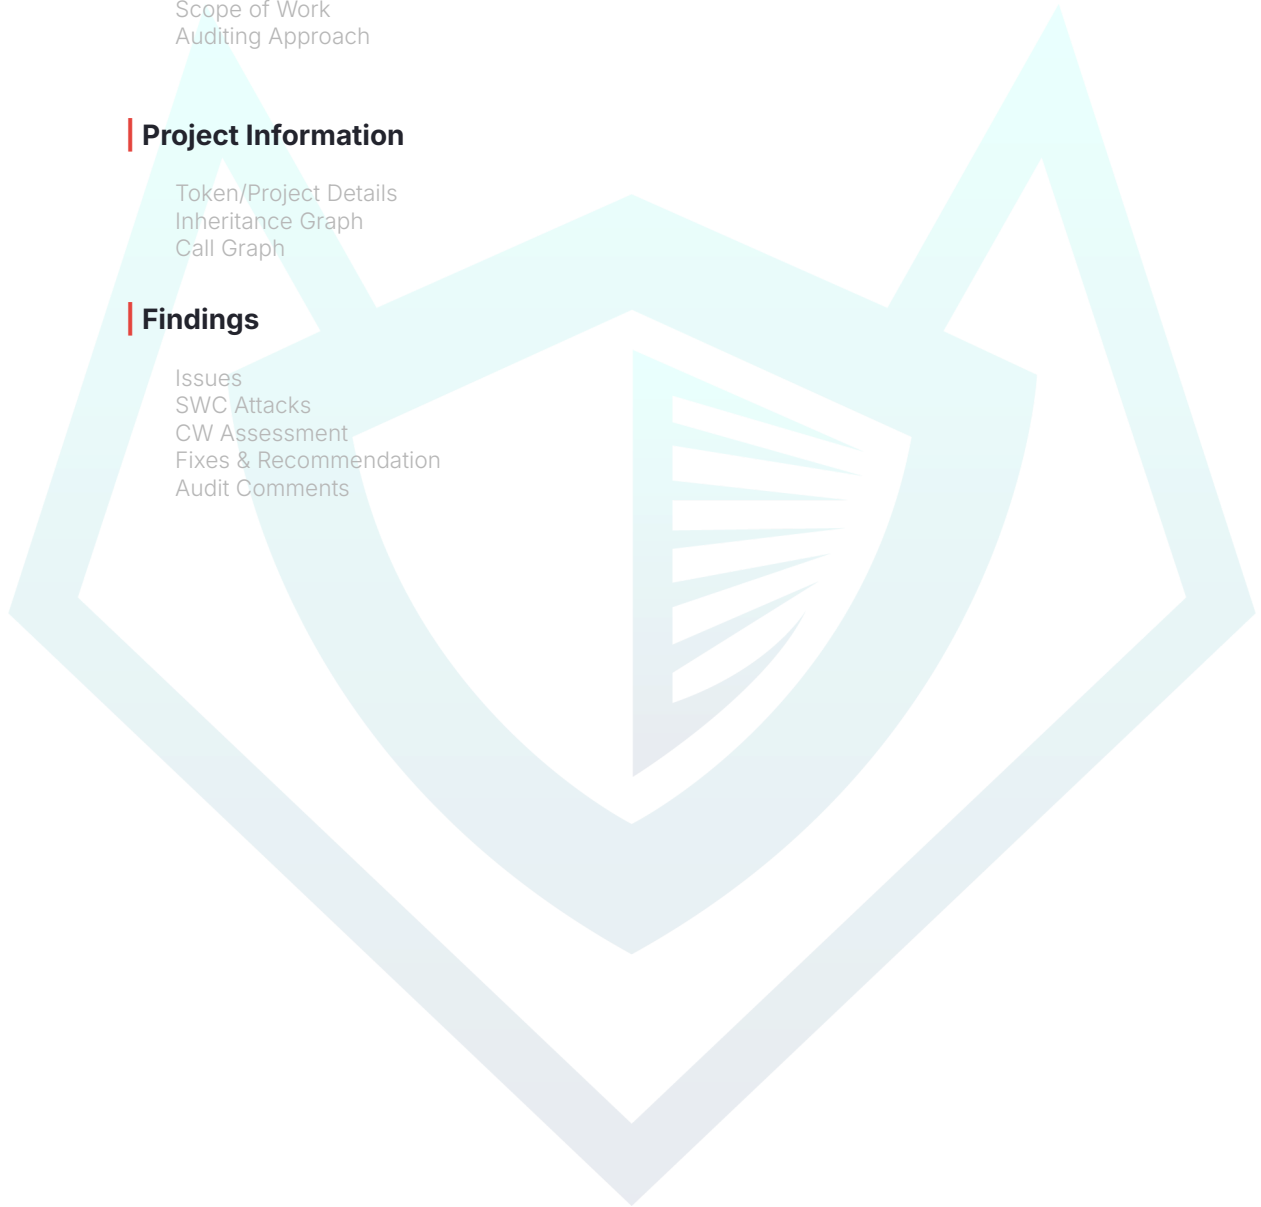 Scope of Work
Auditing Approach
Project Information
Token/Project Details
Inheritance Graph
Call Graph
Findings
Issues
SWC Attacks
CW Assessment
Fixes & Recommendation
Audit Comments